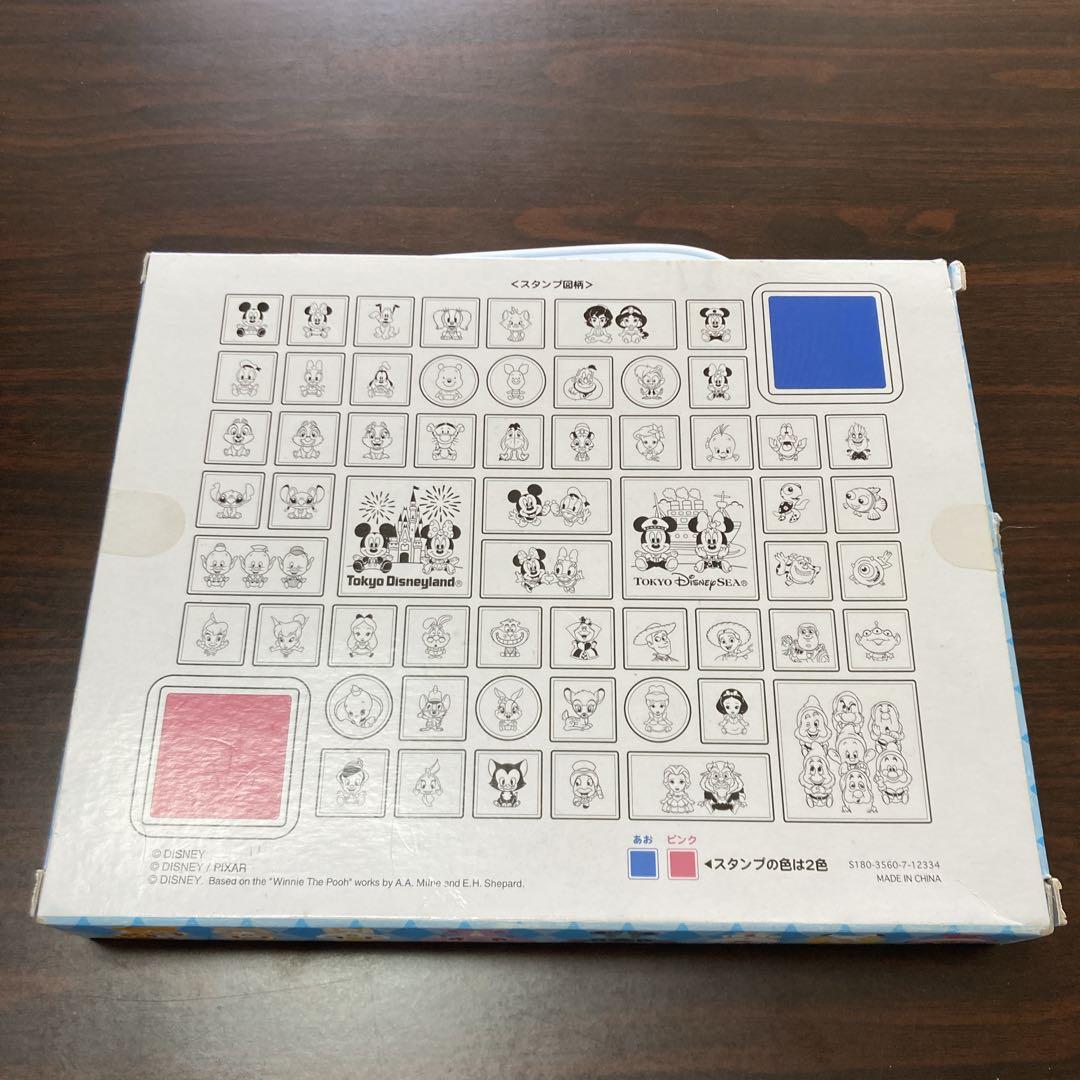 <スタンプ図柄>
Tokyo Disneyland®
TOKYO DISNEYSEA®
あお ピンク
◀スタンプの色は2色
S180-3560-7-12334
MADE IN CHINA
© DISNEY
© DISNEY / PIXAR
© DISNEY. Based on the "Winnie The Pooh" works by A.A. Milne and E.H. Shepard.